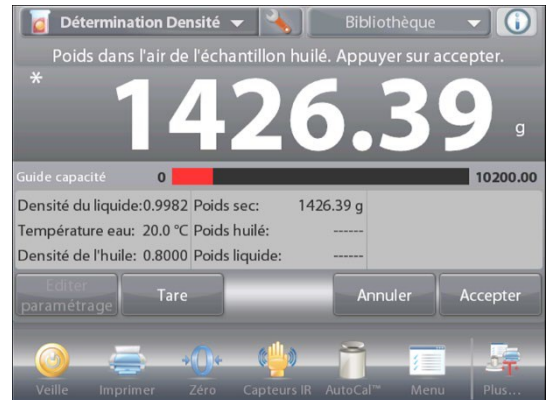 Détermination Densité
Bibliothèque
Poids dans l'air de l'échantillon huilé. Appuyer sur accepter.
* 1426.39 g
Guide capacité 0 10200.00
Densité du liquide:0.9982 Poids sec: 1426.39 g
Température eau: 20.0 °C Poids huilé: ------
Densité de l'huile: 0.8000 Poids liquide: ------
Editer paramétrage Tare Annuler Accepter
Veille Imprimer Zéro Capteurs IR AutoCal™ Menu Plus...